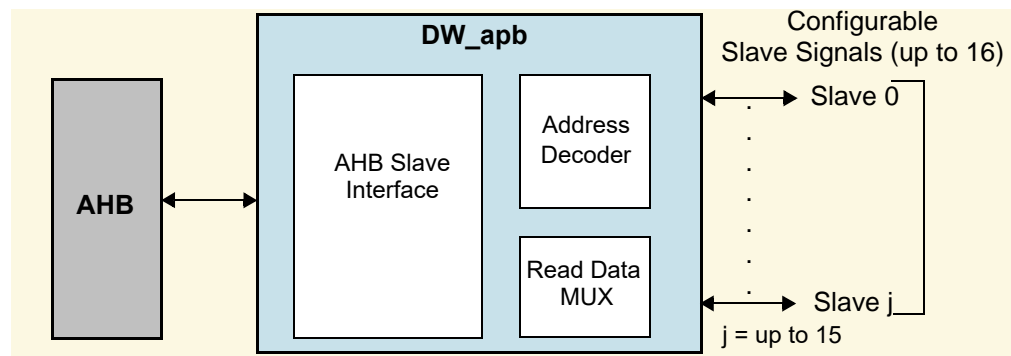 DW_apb
Configurable
Slave Signals (up to 16)
AHB
AHB Slave
Interface
Address
Decoder
Read Data
MUX
Slave 0
Slave j
j = up to 15